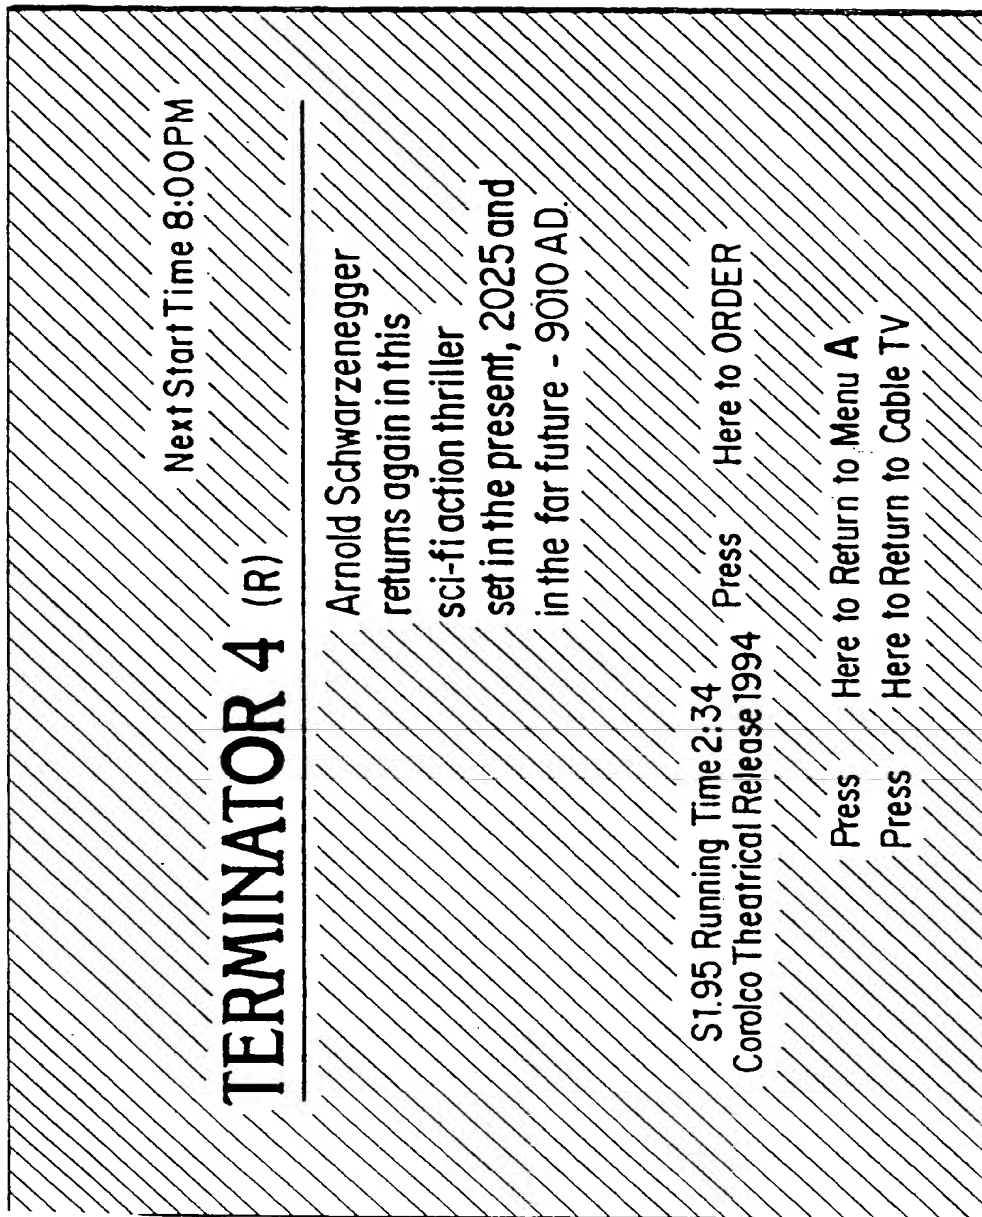 Next Start Time 8:00PM
TERMINATOR 4 (R)
Arnold Schwarzenegger
returns again in this
sci-fi action thriller
set in the present, 2025 and
in the far future - 9010 AD.
S1.95 Running Time 2:34
Corolco Theatrical Release 1994
Press Here to ORDER
Press Here to Return to Menu A
Press Here to Return to Cable TV